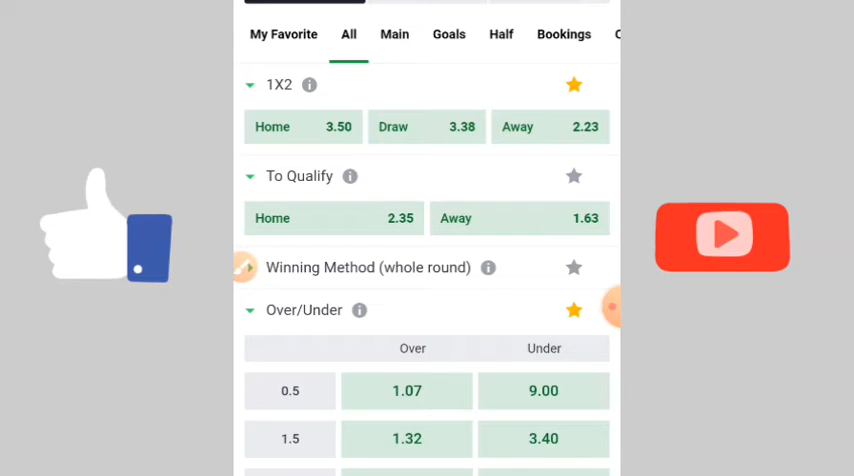 My Favorite All Main Goals Half Bookings
1X2
Home 3.50 Draw 3.38 Away 2.23
To Qualify
Home 2.35 Away 1.63
Winning Method (whole round)
Over/Under
Over Under
0.5 1.07 9.00
1.5 1.32 3.40